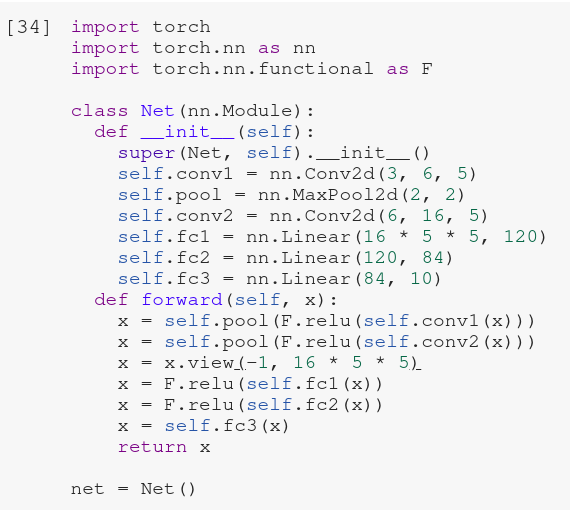 [34] import torch
import torch.nn as nn
import torch.nn.functional as F
class Net(nn.Module):
  def __init__(self):
    super(Net, self).__init__()
    self.conv1 = nn.Conv2d(3, 6, 5)
    self.pool = nn.MaxPool2d(2, 2)
    self.conv2 = nn.Conv2d(6, 16, 5)
    self.fc1 = nn.Linear(16 * 5 * 5, 120)
    self.fc2 = nn.Linear(120, 84)
    self.fc3 = nn.Linear(84, 10)
  def forward(self, x):
    x = self.pool(F.relu(self.conv1(x)))
    x = self.pool(F.relu(self.conv2(x)))
    x = x.view(-1, 16 * 5 * 5)
    x = F.relu(self.fc1(x))
    x = F.relu(self.fc2(x))
    x = self.fc3(x)
    return x
net = Net()